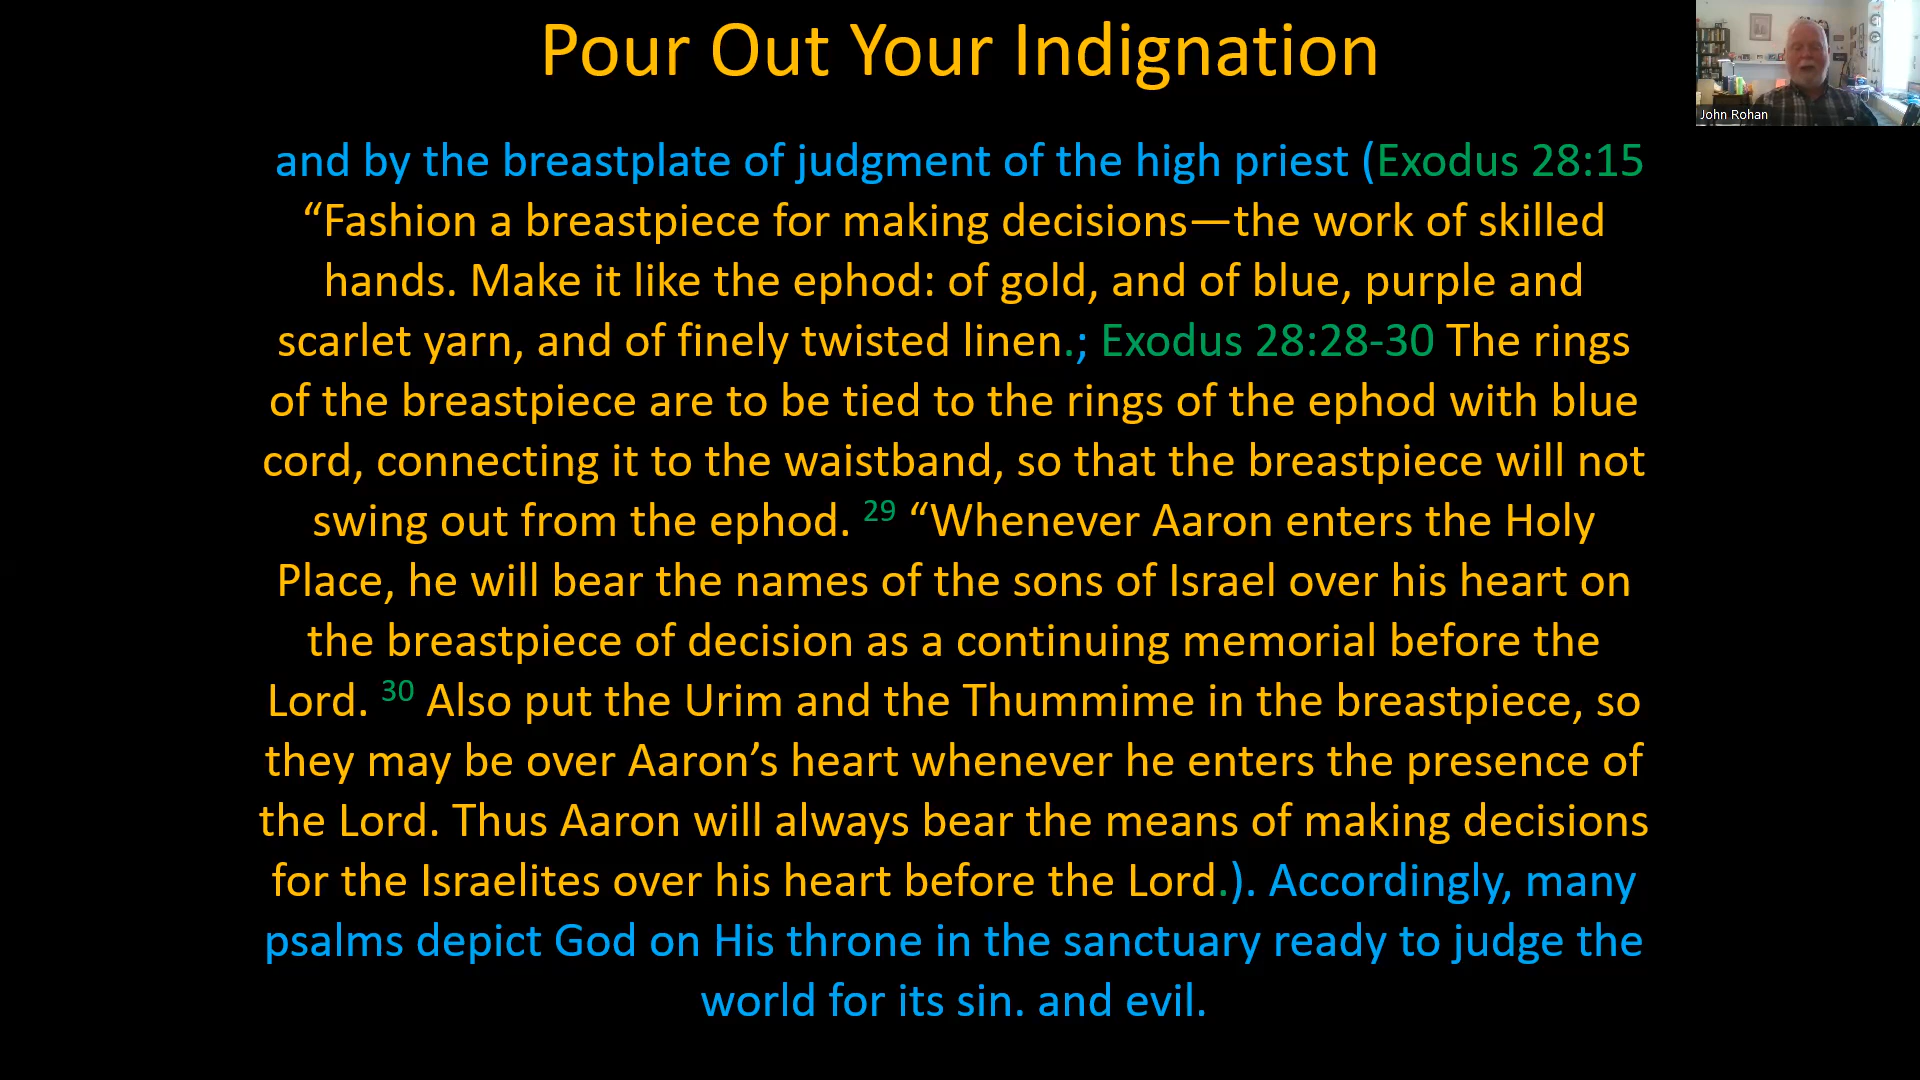 Pour Out Your Indignation
John Rohan
and by the breastplate of judgment of the high priest (Exodus 28:15
“Fashion a breastpiece for making decisions—the work of skilled
hands. Make it like the ephod: of gold, and of blue, purple and
scarlet yarn, and of finely twisted linen.; Exodus 28:28-30 The rings
of the breastpiece are to be tied to the rings of the ephod with blue
cord, connecting it to the waistband, so that the breastpiece will not
swing out from the ephod. 29 “Whenever Aaron enters the Holy
Place, he will bear the names of the sons of Israel over his heart on
the breastpiece of decision as a continuing memorial before the
Lord. 30 Also put the Urim and the Thummime in the breastpiece, so
they may be over Aaron’s heart whenever he enters the presence of
the Lord. Thus Aaron will always bear the means of making decisions
for the Israelites over his heart before the Lord.). Accordingly, many
psalms depict God on His throne in the sanctuary ready to judge the
world for its sin. and evil.